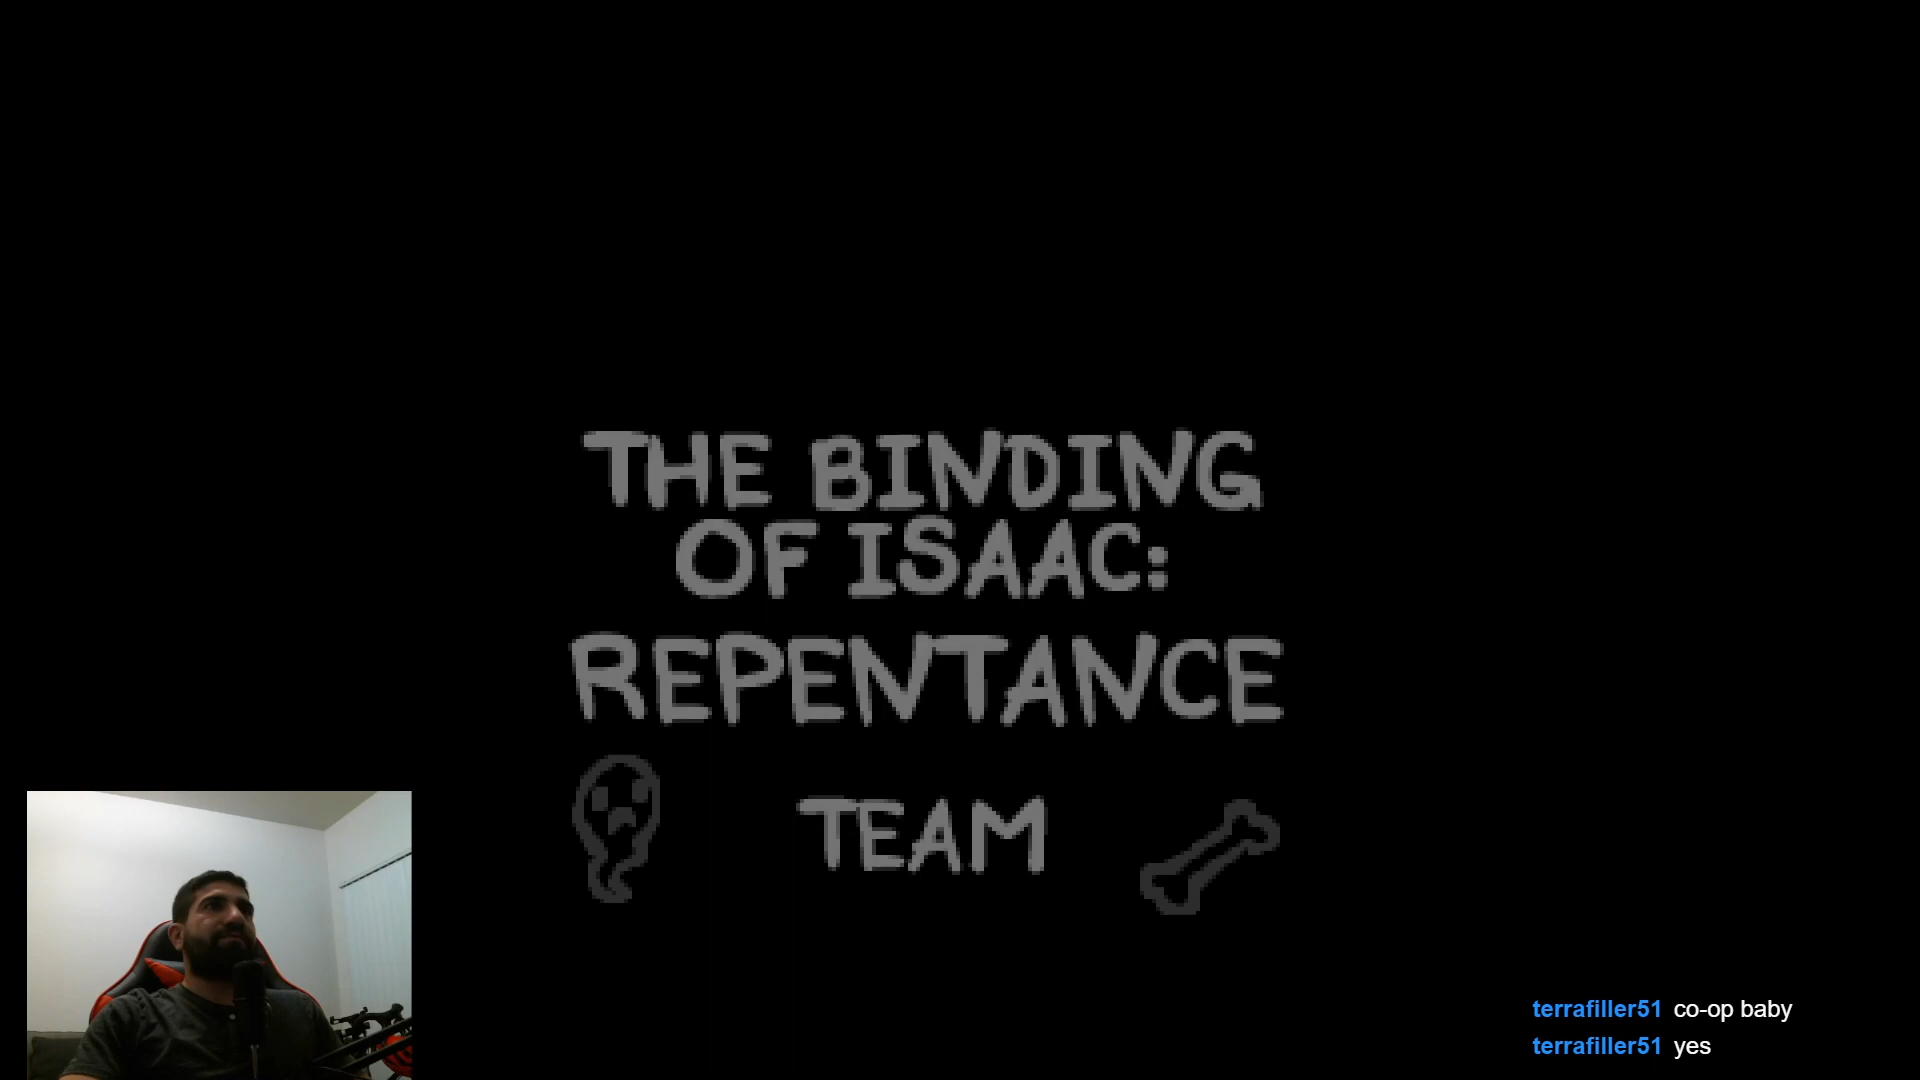 THE BINDING
OF ISAAC:
REPENTANCE
TEAM
terrafiller51 co-op baby
terrafiller51 yes